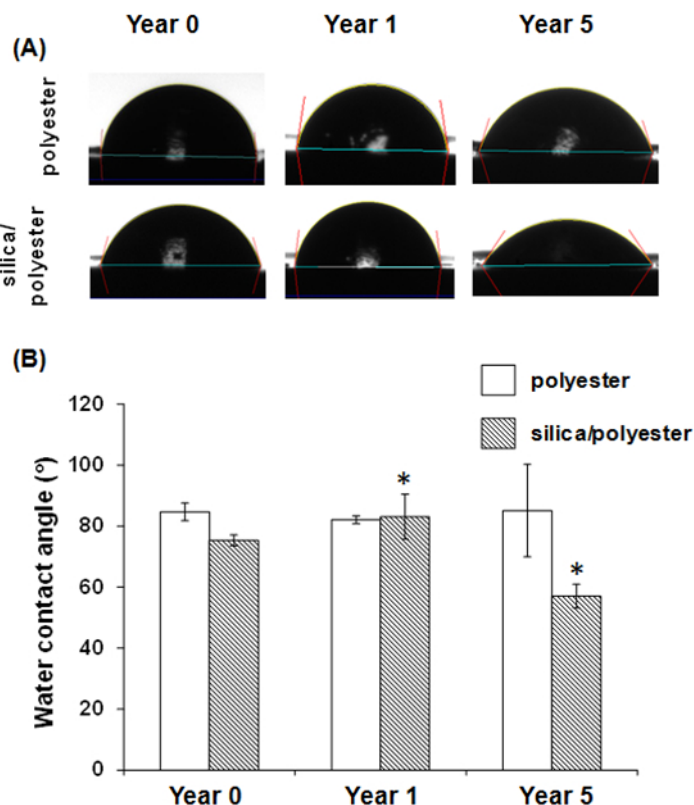 Year 0 Year 1 Year 5
(A)
polyester
silica/
polyester
(B)
polyester
silica/polyester
Water contact angle (º)
120
100
80
60
40
20
0
*
*
Year 0 Year 1 Year 5